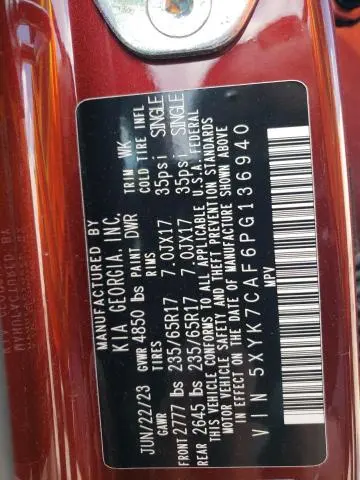 MANUFACTURED BY
KIA GEORGIA, INC.
JUN/22/23 GVWR 4850 lbs PAINT DWR TRIM WK
GAWR TIRES RIMS COLD TIRE INFL
FRONT 2777 lbs 235/65R17 7.0JX17 35psi SINGLE
REAR 2645 lbs 235/65R17 7.0JX17 35psi SINGLE
THIS VEHICLE CONFORMS TO ALL APPLICABLE U.S.A. FEDERAL
MOTOR VEHICLE SAFETY AND THEFT PREVENTION STANDARDS
IN EFFECT ON THE DATE OF MANUFACTURE SHOWN ABOVE
VIN 5XYK7CAF6PG136940
MPV